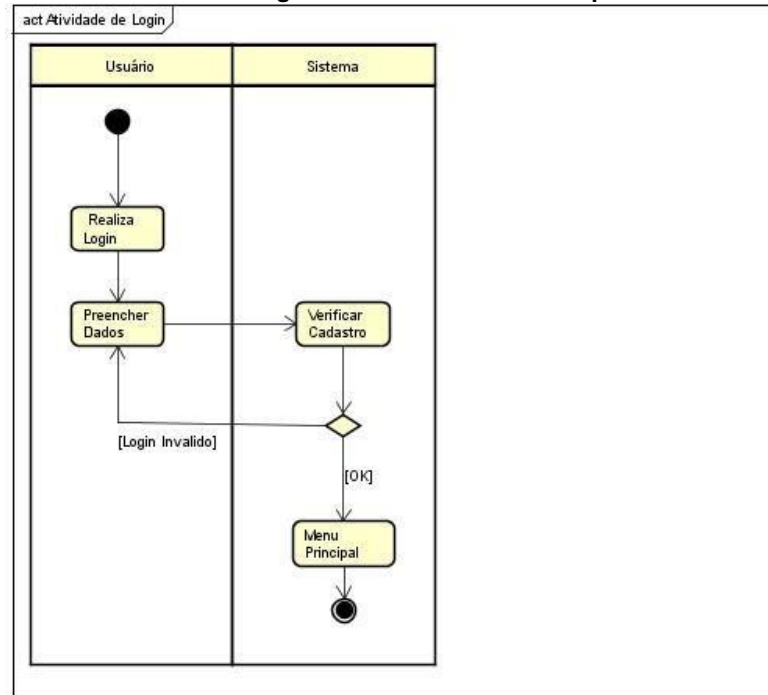 act Atividade de Login
Usuário
Sistema
Realiza
Login
Preencher
Dados
Verificar
Cadastro
[Login Invalido]
[OK]
Menu
Principal